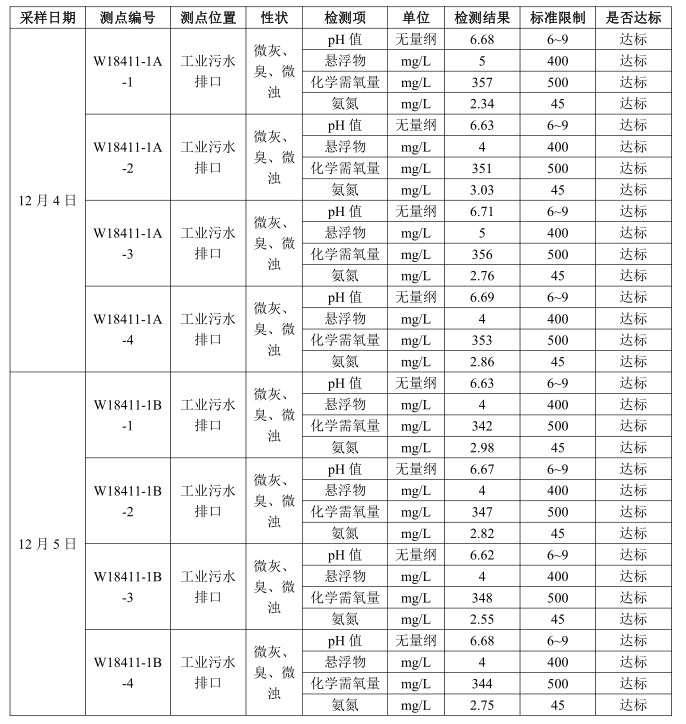 采样日期 测点编号 测点位置 性状 检测项 单位 检测结果 标准限制 是否达标
12月4日 W18411-1A-1 工业污水排口 微灰、臭、微浊 pH 值 无量纲 6.68 6~9 达标
悬浮物 mg/L 5 400 达标
化学需氧量 mg/L 357 500 达标
氨氮 mg/L 2.34 45 达标
W18411-1A-2 工业污水排口 微灰、臭、微浊 pH 值 无量纲 6.63 6~9 达标
悬浮物 mg/L 4 400 达标
化学需氧量 mg/L 351 500 达标
氨氮 mg/L 3.03 45 达标
W18411-1A-3 工业污水排口 微灰、臭、微浊 pH 值 无量纲 6.71 6~9 达标
悬浮物 mg/L 5 400 达标
化学需氧量 mg/L 356 500 达标
氨氮 mg/L 2.76 45 达标
W18411-1A-4 工业污水排口 微灰、臭、微浊 pH 值 无量纲 6.69 6~9 达标
悬浮物 mg/L 4 400 达标
化学需氧量 mg/L 353 500 达标
氨氮 mg/L 2.86 45 达标
12月5日 W18411-1B-1 工业污水排口 微灰、臭、微浊 pH 值 无量纲 6.63 6~9 达标
悬浮物 mg/L 4 400 达标
化学需氧量 mg/L 342 500 达标
氨氮 mg/L 2.98 45 达标
W18411-1B-2 工业污水排口 微灰、臭、微浊 pH 值 无量纲 6.67 6~9 达标
悬浮物 mg/L 4 400 达标
化学需氧量 mg/L 347 500 达标
氨氮 mg/L 2.82 45 达标
W18411-1B-3 工业污水排口 微灰、臭、微浊 pH 值 无量纲 6.62 6~9 达标
悬浮物 mg/L 4 400 达标
化学需氧量 mg/L 348 500 达标
氨氮 mg/L 2.55 45 达标
W18411-1B-4 工业污水排口 微灰、臭、微浊 pH 值 无量纲 6.68 6~9 达标
悬浮物 mg/L 4 400 达标
化学需氧量 mg/L 344 500 达标
氨氮 mg/L 2.75 45 达标